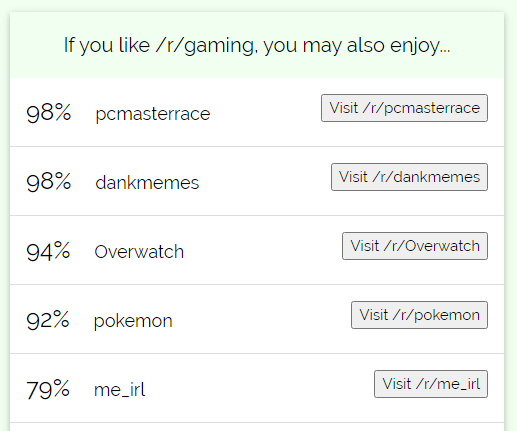 If you like /r/gaming, you may also enjoy...
98% pcmasterrace Visit /r/pcmasterrace
98% dankmemes Visit /r/dankmemes
94% Overwatch Visit /r/Overwatch
92% pokemon Visit /r/pokemon
79% me_irl Visit /r/me_irl